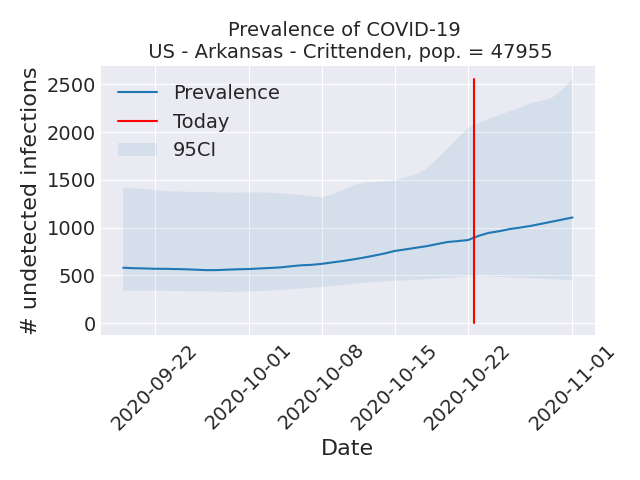 Prevalence of COVID-19
US - Arkansas - Crittenden, pop. = 47955
# undetected infections
2500
2000
1500
1000
500
0
Prevalence
Today
95CI
2020-09-22
2020-10-01
2020-10-08
2020-10-15
2020-10-22
2020-11-01
Date